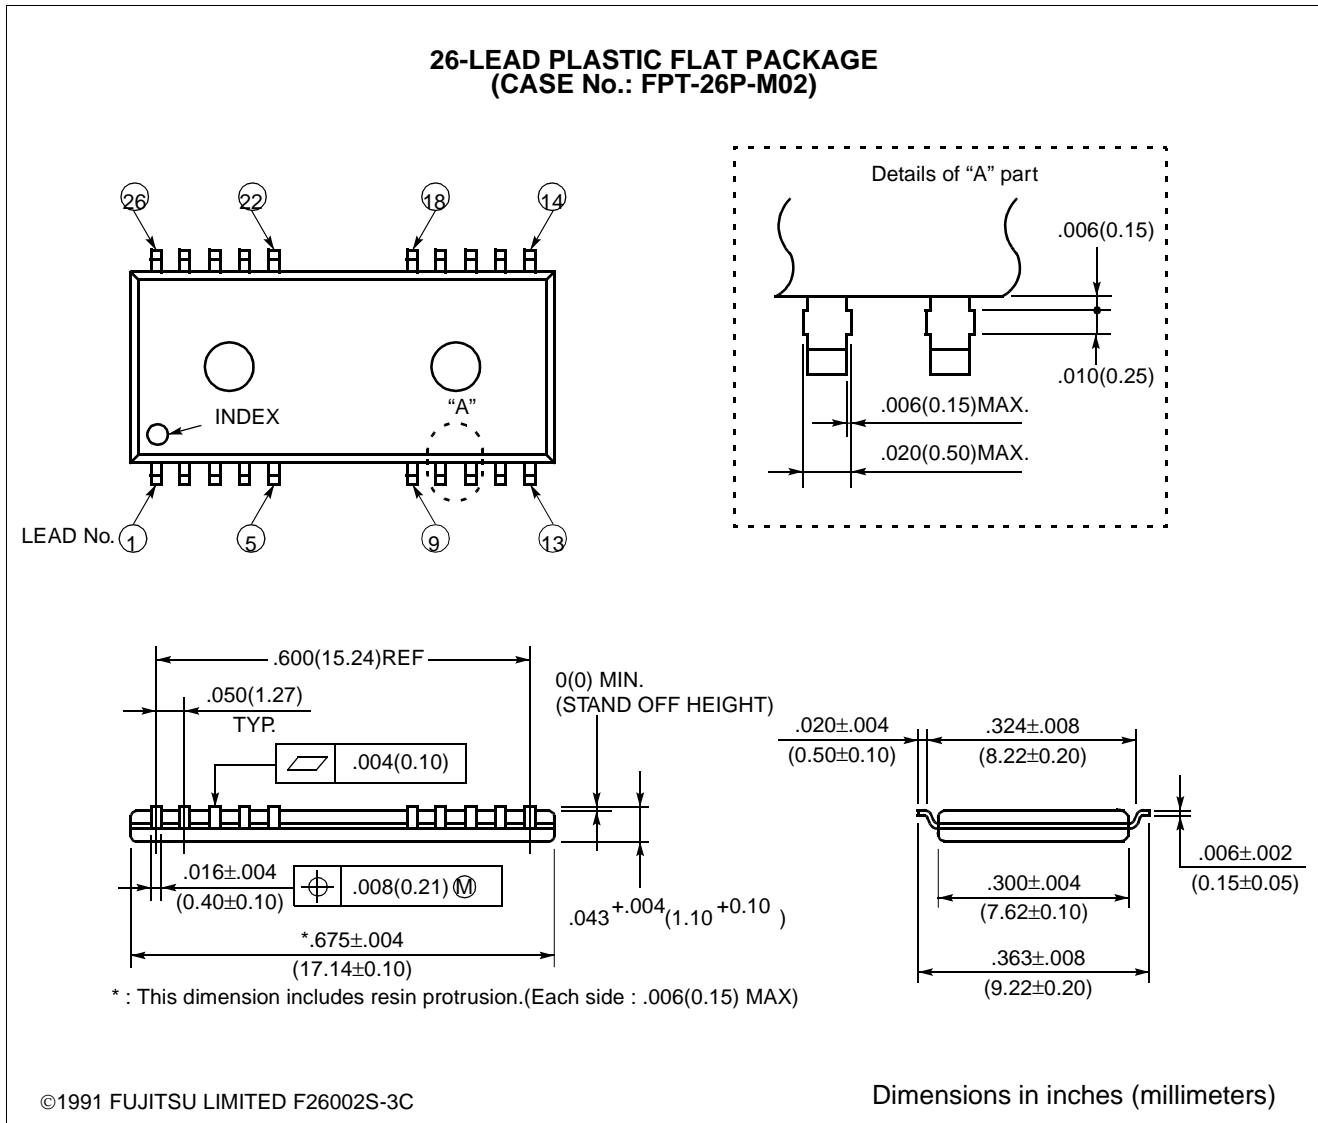 26-LEAD PLASTIC FLAT PACKAGE
(CASE No.: FPT-26P-M02)
26
22
18
14
INDEX
“A”
LEAD No.
1
5
9
13
Details of “A” part
.006(0.15)
.010(0.25)
.006(0.15)MAX.
.020(0.50)MAX.
.600(15.24)REF
.050(1.27)
TYP.
.004(0.10)
0(0) MIN.
(STAND OFF HEIGHT)
.016±.004
(0.40±0.10)
.008(0.21) Ⓜ
.043 +.004 (1.10 +0.10 )
*.675±.004
(17.14±0.10)
* : This dimension includes resin protrusion.(Each side : .006(0.15) MAX)
.020±.004
(0.50±0.10)
.324±.008
(8.22±0.20)
.006±.002
(0.15±0.05)
.300±.004
(7.62±0.10)
.363±.008
(9.22±0.20)
©1991 FUJITSU LIMITED F26002S-3C
Dimensions in inches (millimeters)